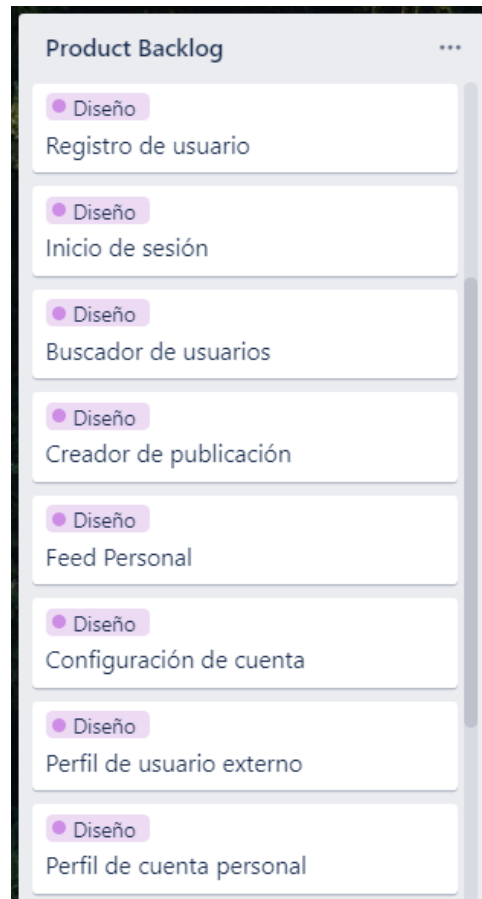 Product Backlog
Diseño
Registro de usuario
Diseño
Inicio de sesión
Diseño
Buscador de usuarios
Diseño
Creador de publicación
Diseño
Feed Personal
Diseño
Configuración de cuenta
Diseño
Perfil de usuario externo
Diseño
Perfil de cuenta personal